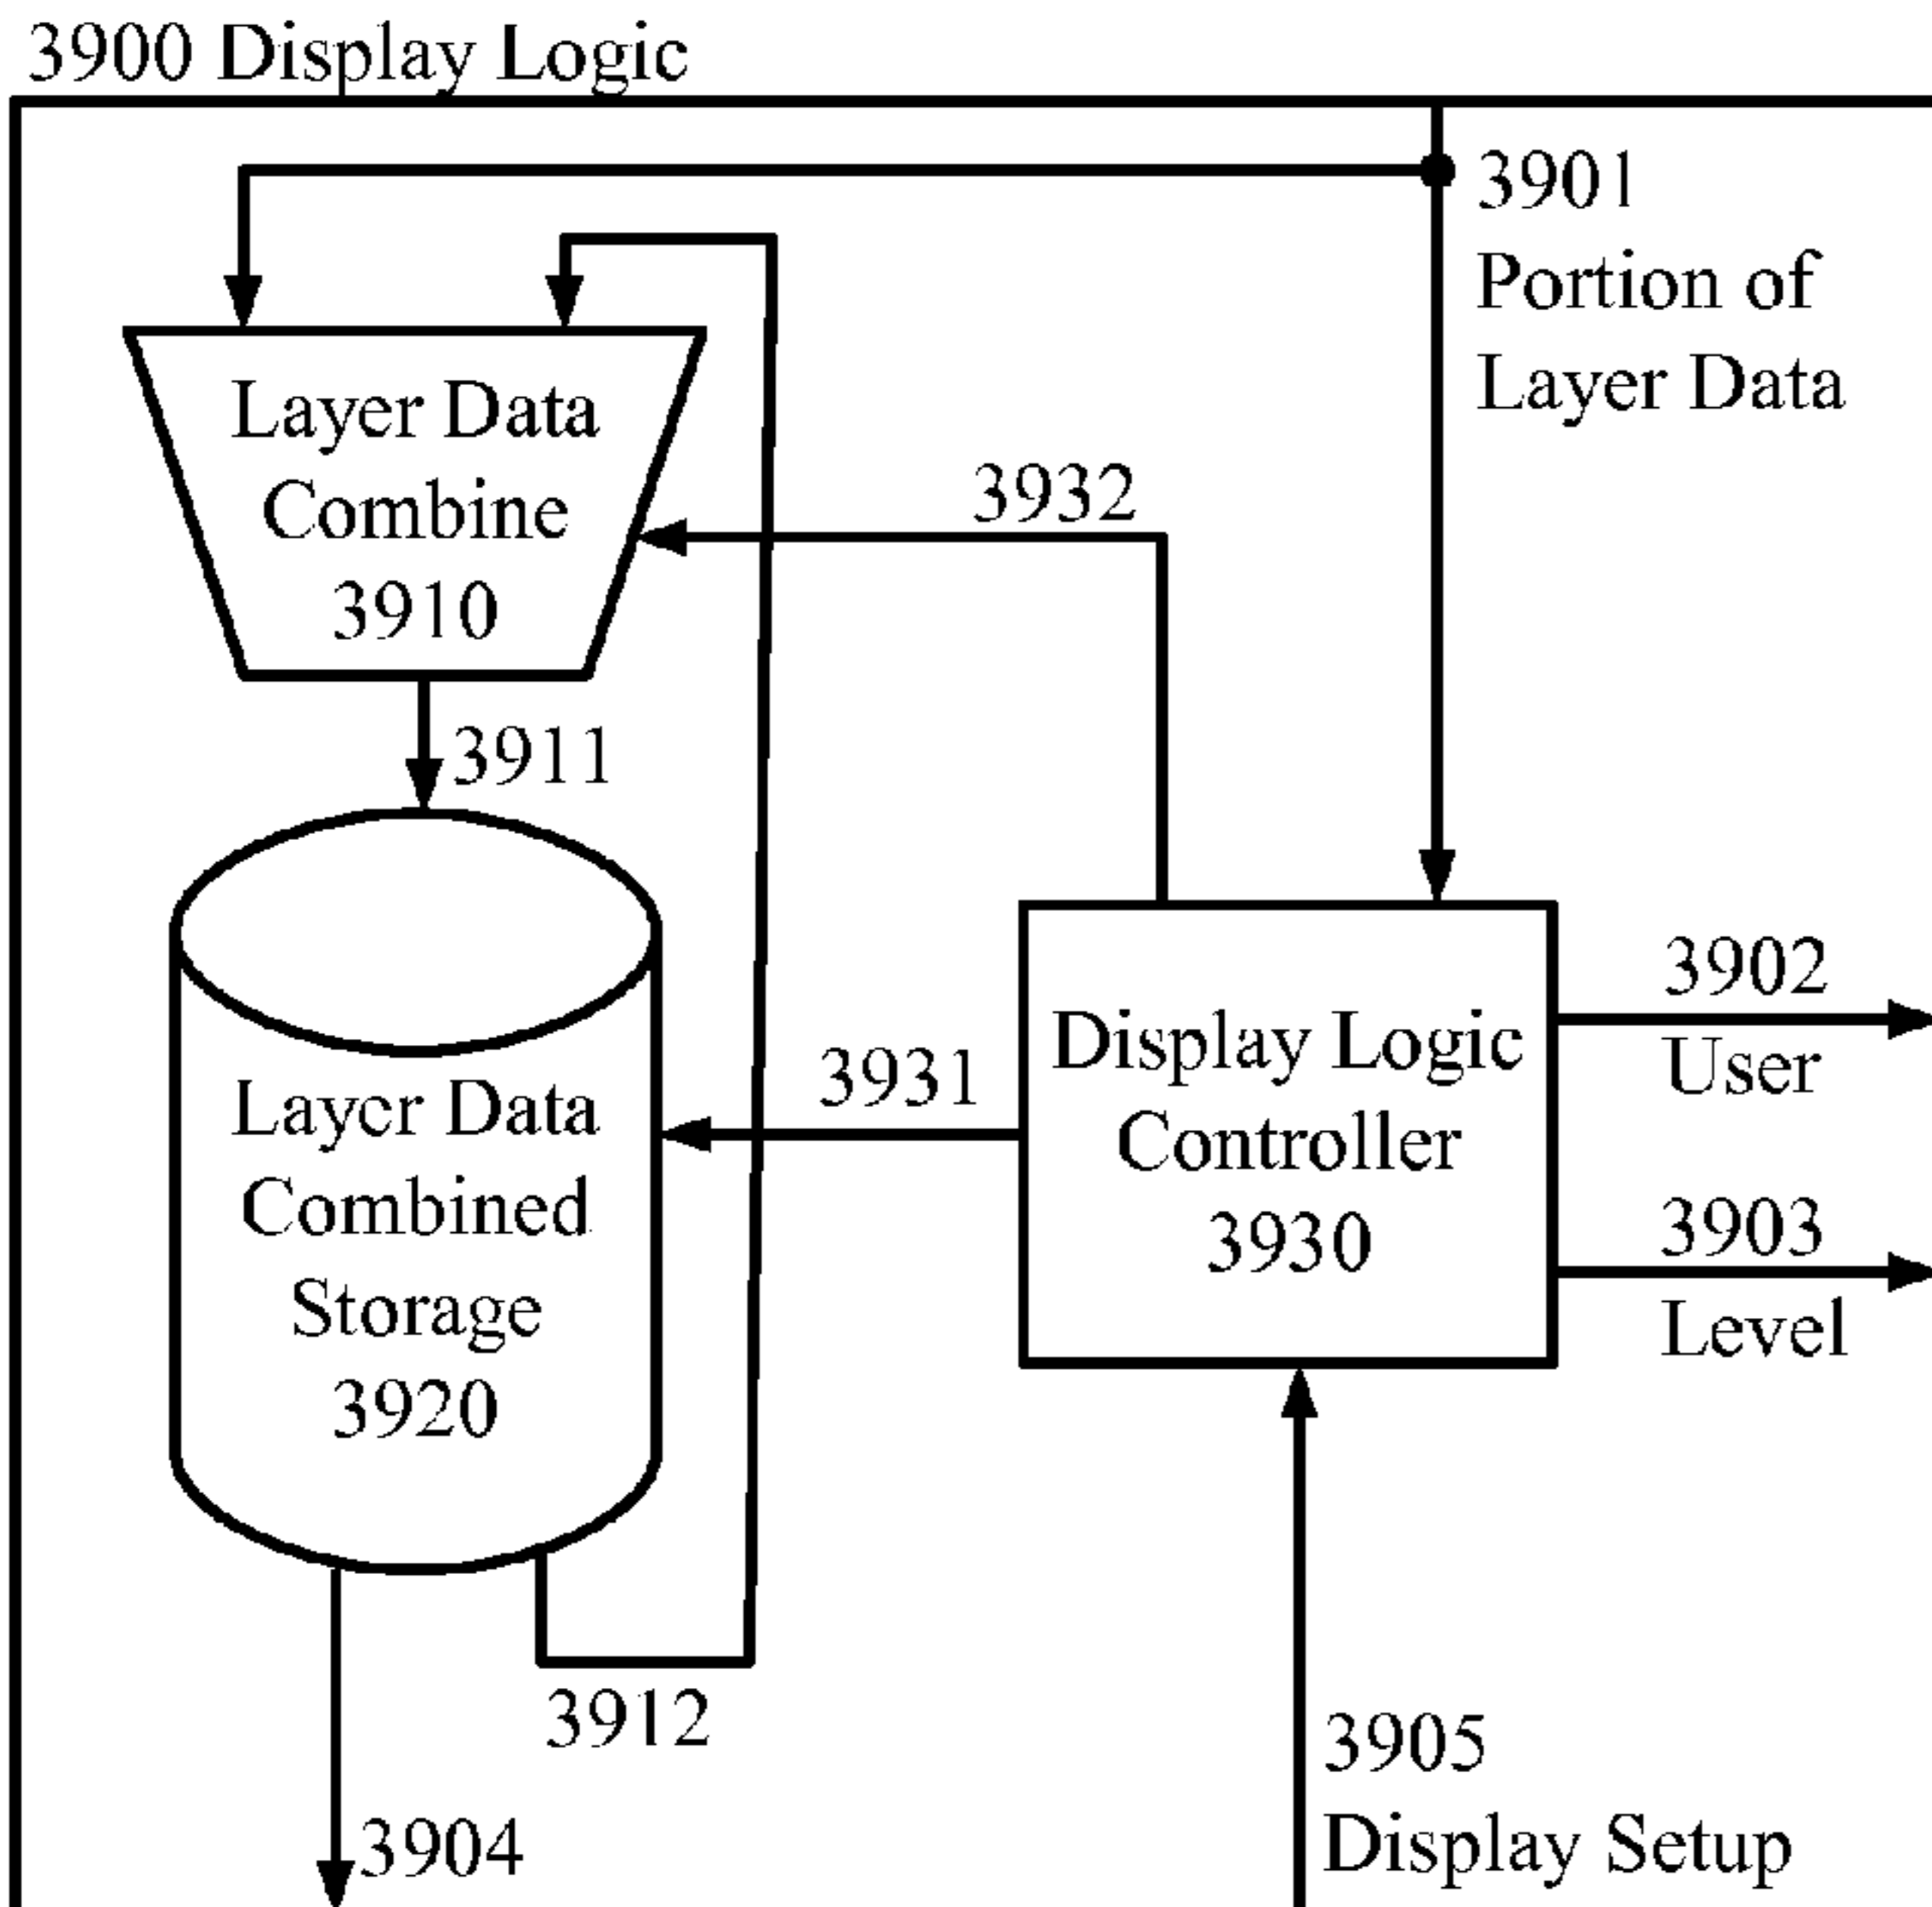 3900 Display Logic
3901
Portion of
Layer Data
Layer Data
Combine
3910
3932
3911
3902
User
Display Logic
Controller
3930
3931
Layer Data
Combined
Storage
3920
3903
Level
3912
3905
Display Setup
3904